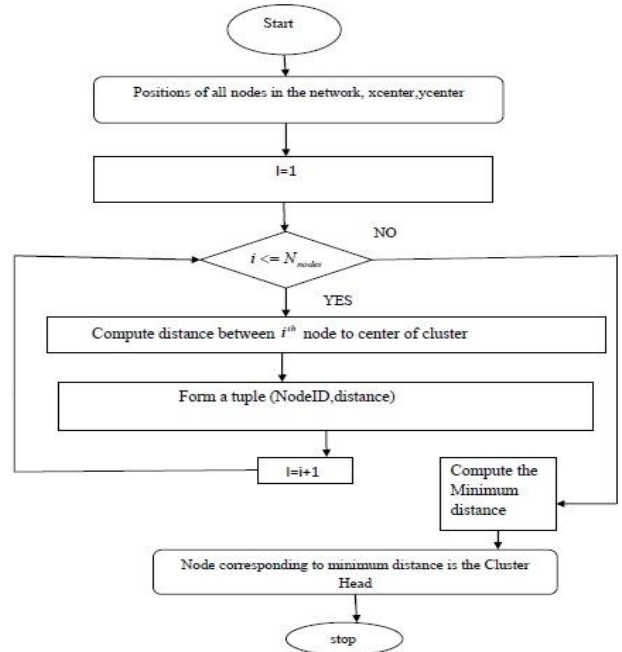 Start
Positions of all nodes in the network, xcenter,ycenter
I=1
NO
i <= N_nodes
YES
Compute distance between i^th node to center of cluster
Form a tuple (NodeID,distance)
I=i+1
Compute the
Minimum
distance
Node corresponding to minimum distance is the Cluster
Head
stop